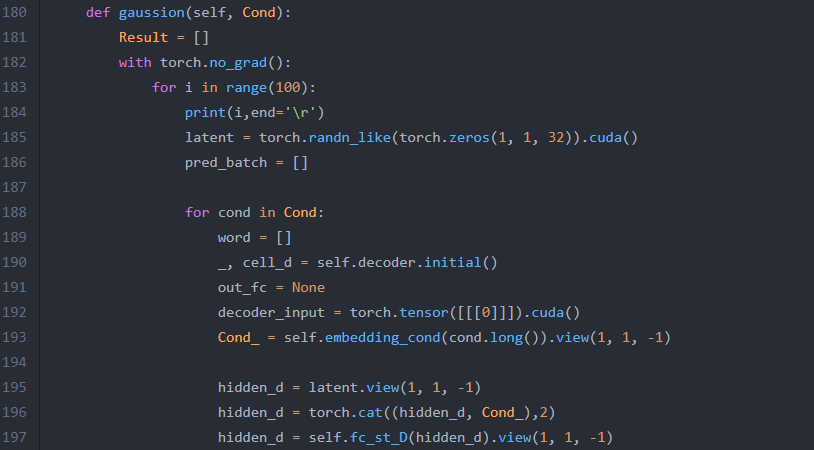 180 def gaussion(self, Cond):
181 Result = []
182 with torch.no_grad():
183 for i in range(100):
184 print(i,end='\r')
185 latent = torch.randn_like(torch.zeros(1, 1, 32)).cuda()
186 pred_batch = []
187
188 for cond in Cond:
189 word = []
190 _, cell_d = self.decoder.initial()
191 out_fc = None
192 decoder_input = torch.tensor([[[0]]]).cuda()
193 Cond_ = self.embedding_cond(cond.long()).view(1, 1, -1)
194
195 hidden_d = latent.view(1, 1, -1)
196 hidden_d = torch.cat((hidden_d, Cond_),2)
197 hidden_d = self.fc_st_D(hidden_d).view(1, 1, -1)